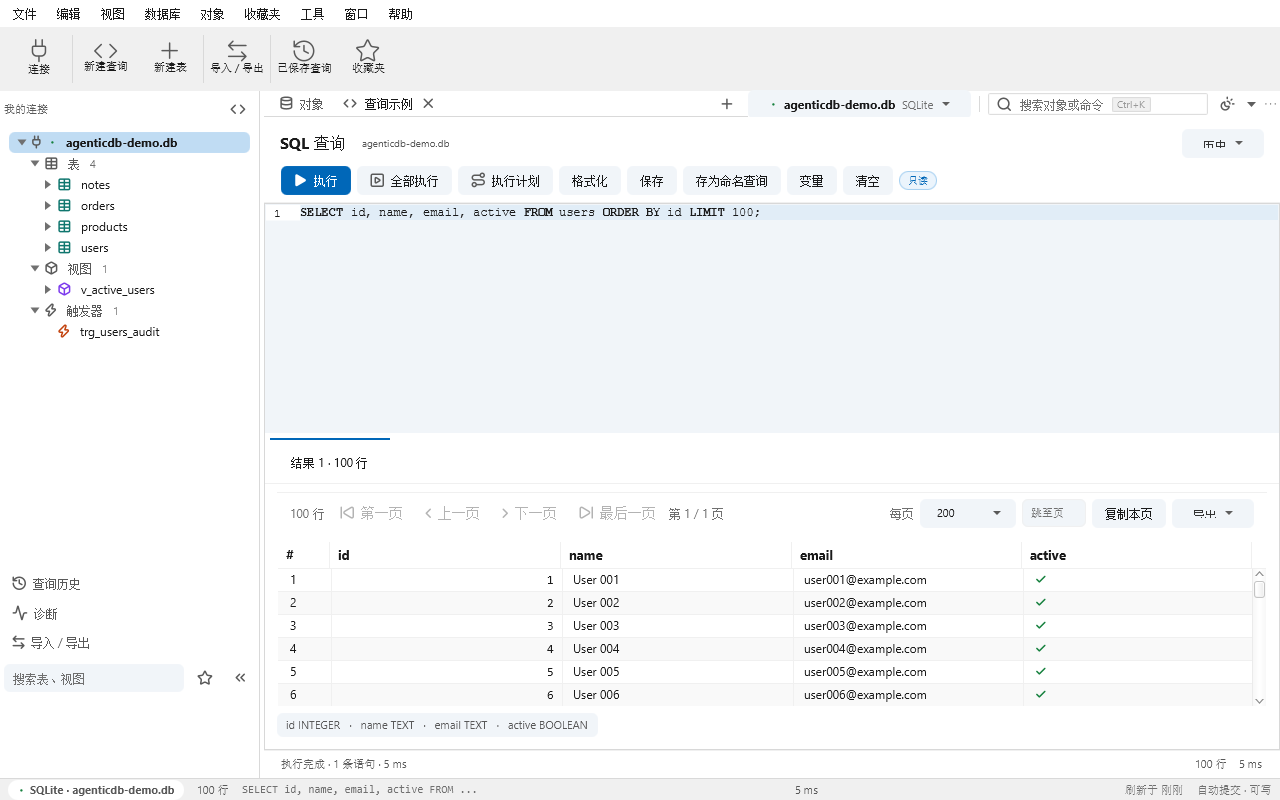 文件 编辑 视图 数据库 对象 收藏夹 工具 窗口 帮助
连接 新建查询 新建表 导入 / 导出 已保存查询 收藏夹
我的连接
agenticdb-demo.db
表 4
notes
orders
products
users
视图 1
v_active_users
触发器 1
trg_users_audit
查询历史
诊断
导入 / 导出
搜索表、视图
对象 查询示例 agenticdb-demo.db SQLite 搜索对象或命令 Ctrl+K
SQL 查询 agenticdb-demo.db 历史
执行 全部执行 执行计划 格式化 保存 存为命名查询 变量 清空 只读
1 SELECT id, name, email, active FROM users ORDER BY id LIMIT 100;
结果 1 · 100 行
100 行 第一页 上一页 下一页 最后一页 第 1 / 1 页 每页 200 跳至页 复制本页 导出
# id name email active
1 1 User 001 user001@example.com
2 2 User 002 user002@example.com
3 3 User 003 user003@example.com
4 4 User 004 user004@example.com
5 5 User 005 user005@example.com
6 6 User 006 user006@example.com
id INTEGER · name TEXT · email TEXT · active BOOLEAN
执行完成 · 1 条语句 · 5 ms 100 行 5 ms
· SQLite · agenticdb-demo.db 100 行 SELECT id, name, email, active FROM ... 5 ms 刷新于 刚刚 自动提交 · 可写